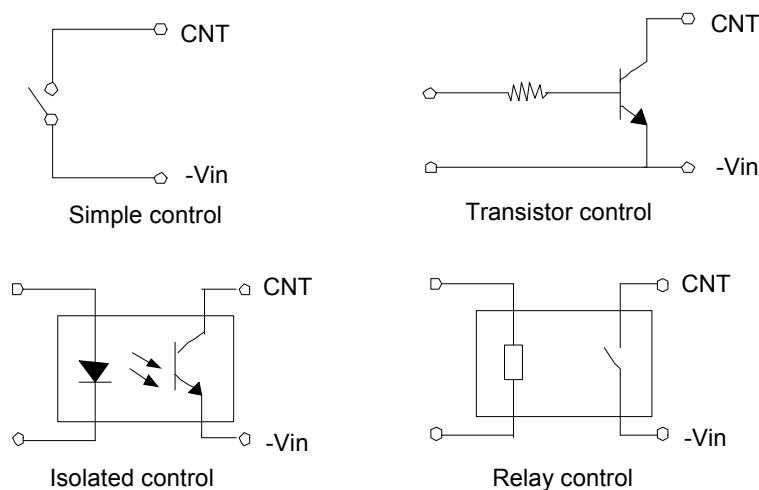 CNT
-Vin
Simple control
CNT
-Vin
Transistor control
CNT
-Vin
Isolated control
CNT
-Vin
Relay control